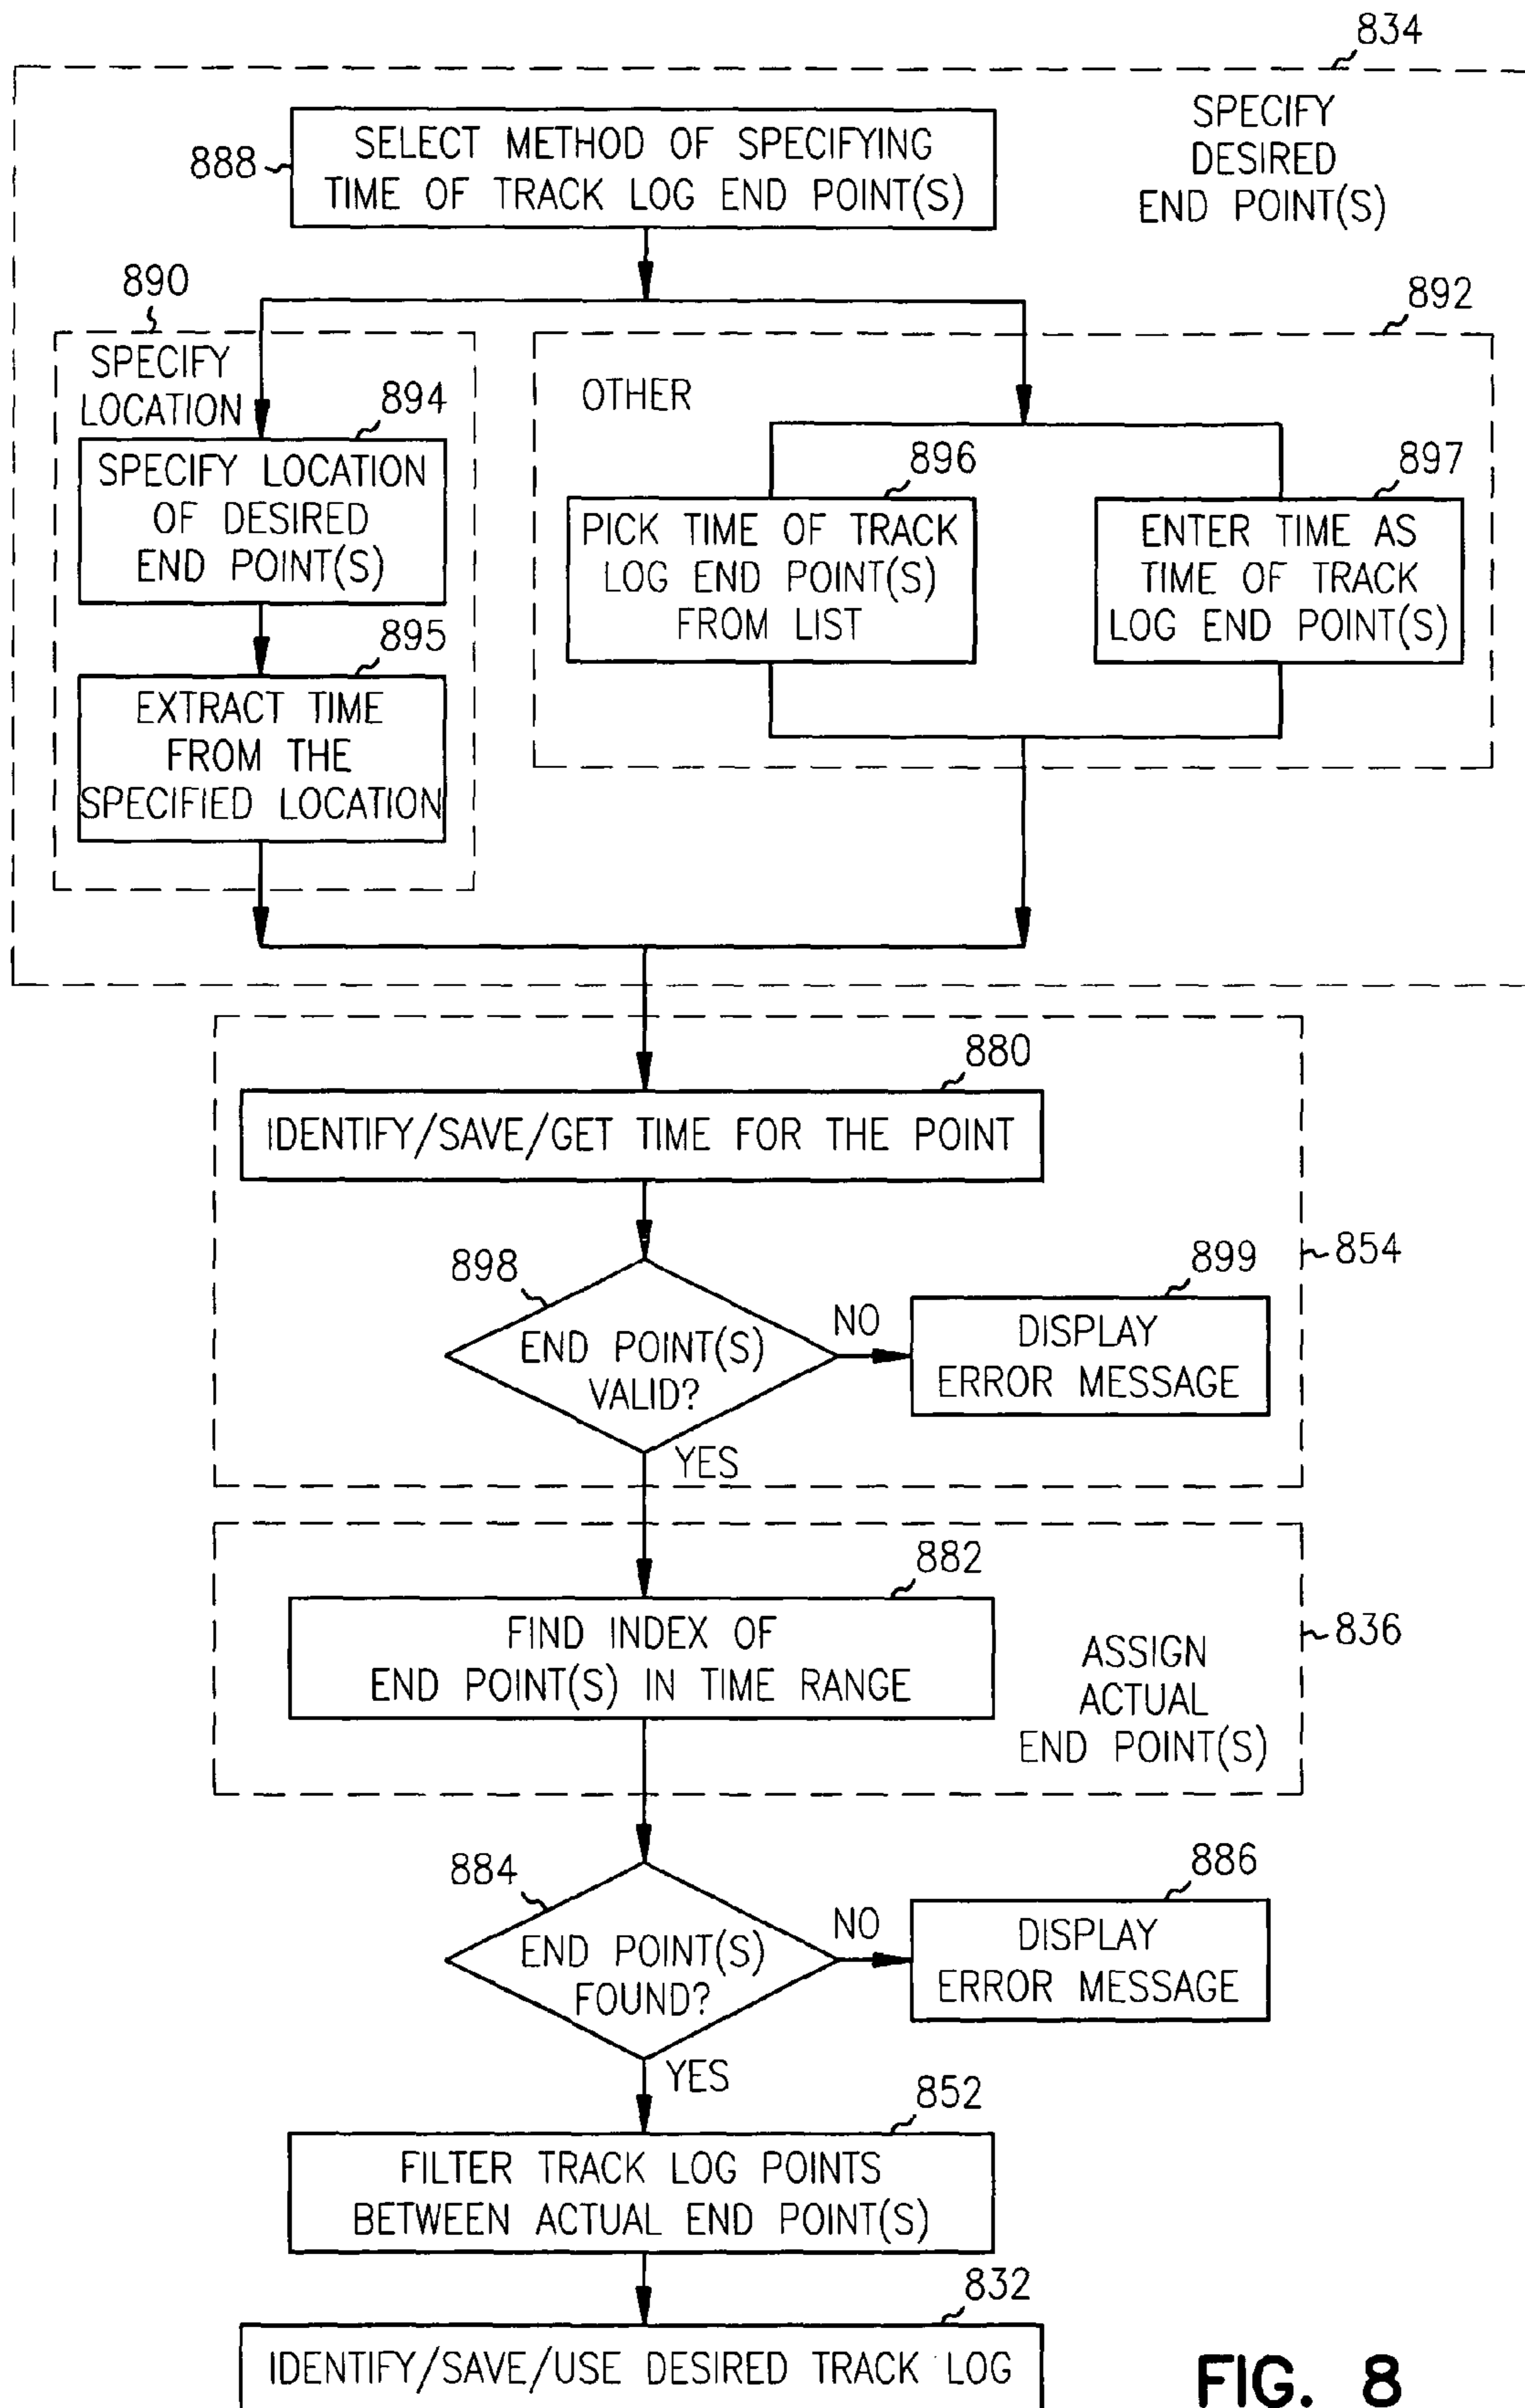 834
SPECIFY
DESIRED
END POINT(S)
888
SELECT METHOD OF SPECIFYING
TIME OF TRACK LOG END POINT(S)
890
SPECIFY
LOCATION
894
SPECIFY LOCATION
OF DESIRED
END POINT(S)
895
EXTRACT TIME
FROM THE
SPECIFIED LOCATION
892
OTHER
896
PICK TIME OF TRACK
LOG END POINT(S)
FROM LIST
897
ENTER TIME AS
TIME OF TRACK
LOG END POINT(S)
880
IDENTIFY/SAVE/GET TIME FOR THE POINT
854
898
END POINT(S)
VALID?
NO
899
DISPLAY
ERROR MESSAGE
YES
882
FIND INDEX OF
END POINT(S) IN TIME RANGE
836
ASSIGN
ACTUAL
END POINT(S)
884
END POINT(S)
FOUND?
NO
886
DISPLAY
ERROR MESSAGE
YES
852
FILTER TRACK LOG POINTS
BETWEEN ACTUAL END POINT(S)
832
IDENTIFY/SAVE/USE DESIRED TRACK LOG
FIG. 8